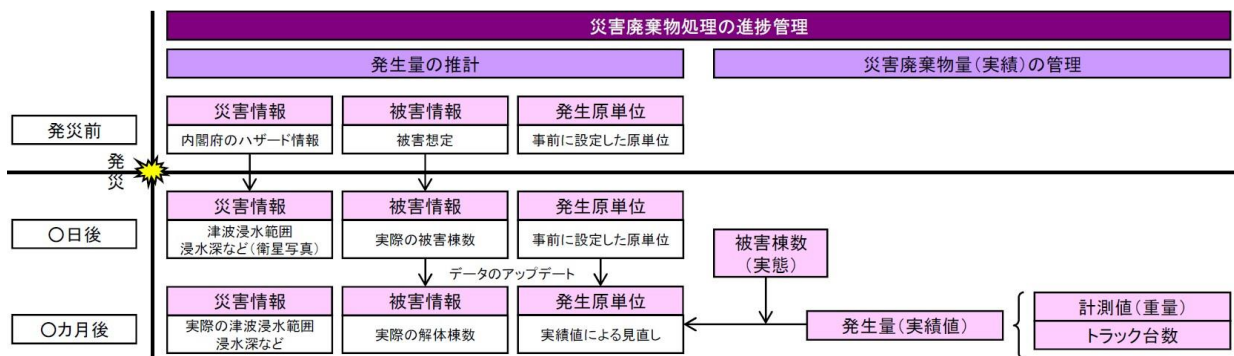 災害廃棄物処理の進捗管理
発生量の推計
災害廃棄物量(実績)の管理
発災前
災害情報
内閣府のハザード情報
被害情報
被害想定
発生原単位
事前に設定した原単位
発災
〇日後
災害情報
津波浸水範囲
浸水深など(衛星写真)
被害情報
実際の被害棟数
発生原単位
事前に設定した原単位
被害棟数
(実態)
データのアップデート
〇カ月後
災害情報
実際の津波浸水範囲
浸水深など
被害情報
実際の解体棟数
発生原単位
実績値による見直し
発生量(実績値)
計測値(重量)
トラック台数